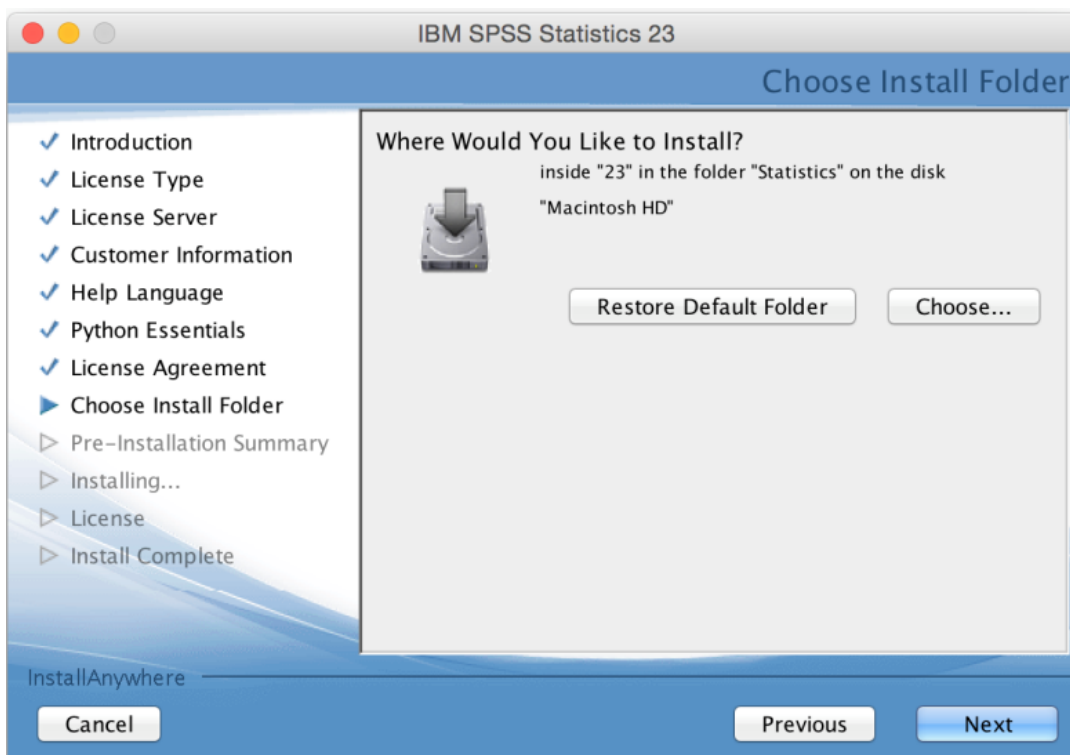 IBM SPSS Statistics 23
Choose Install Folder
Introduction
License Type
License Server
Customer Information
Help Language
Python Essentials
License Agreement
Choose Install Folder
Pre-Installation Summary
Installing...
License
Install Complete
Where Would You Like to Install?
inside "23" in the folder "Statistics" on the disk
"Macintosh HD"
Restore Default Folder
Choose...
InstallAnywhere
Cancel
Previous
Next